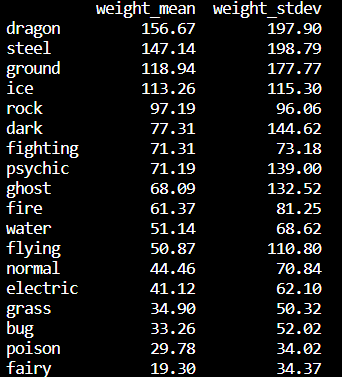 weight_mean weight_stdev
dragon 156.67 197.90
steel 147.14 198.79
ground 118.94 177.77
ice 113.26 115.30
rock 97.19 96.06
dark 77.31 144.62
fighting 71.31 73.18
psychic 71.19 139.00
ghost 68.09 132.52
fire 61.37 81.25
water 51.14 68.62
flying 50.87 110.80
normal 44.46 70.84
electric 41.12 62.10
grass 34.90 50.32
bug 33.26 52.02
poison 29.78 34.02
fairy 19.30 34.37